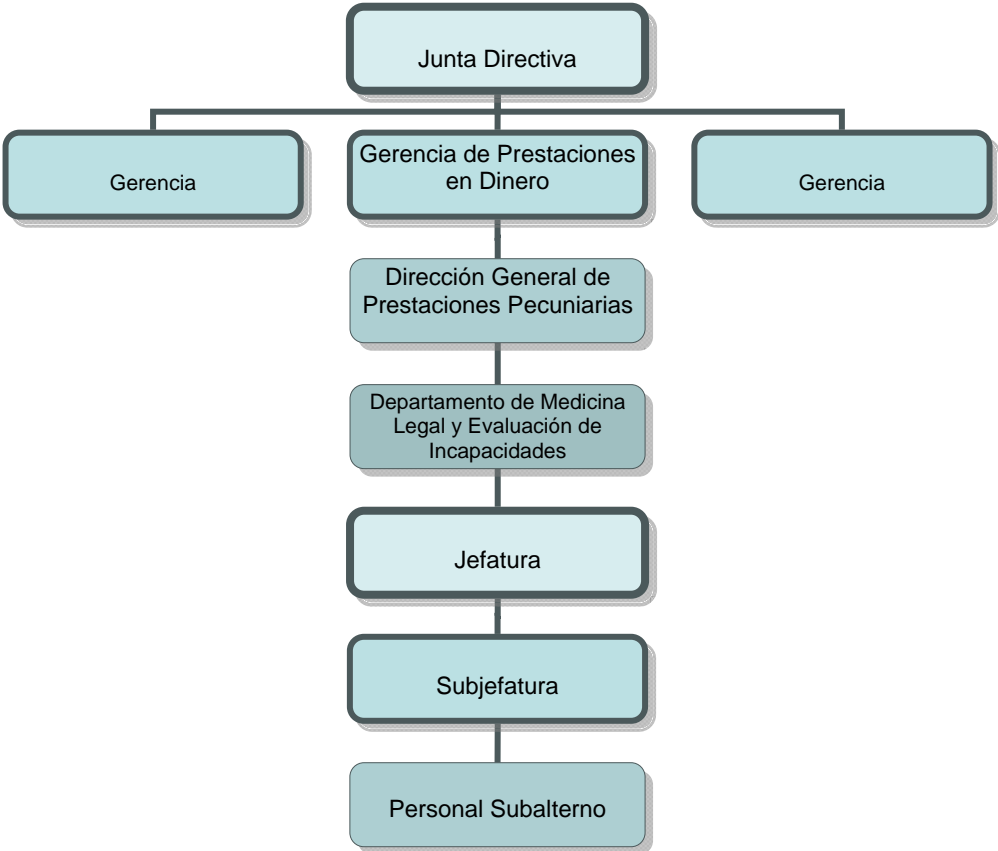 Junta Directiva
Gerencia
Gerencia de Prestaciones
en Dinero
Gerencia
Dirección General de
Prestaciones Pecuniarias
Departamento de Medicina
Legal y Evaluación de
Incapacidades
Jefatura
Subjefatura
Personal Subalterno